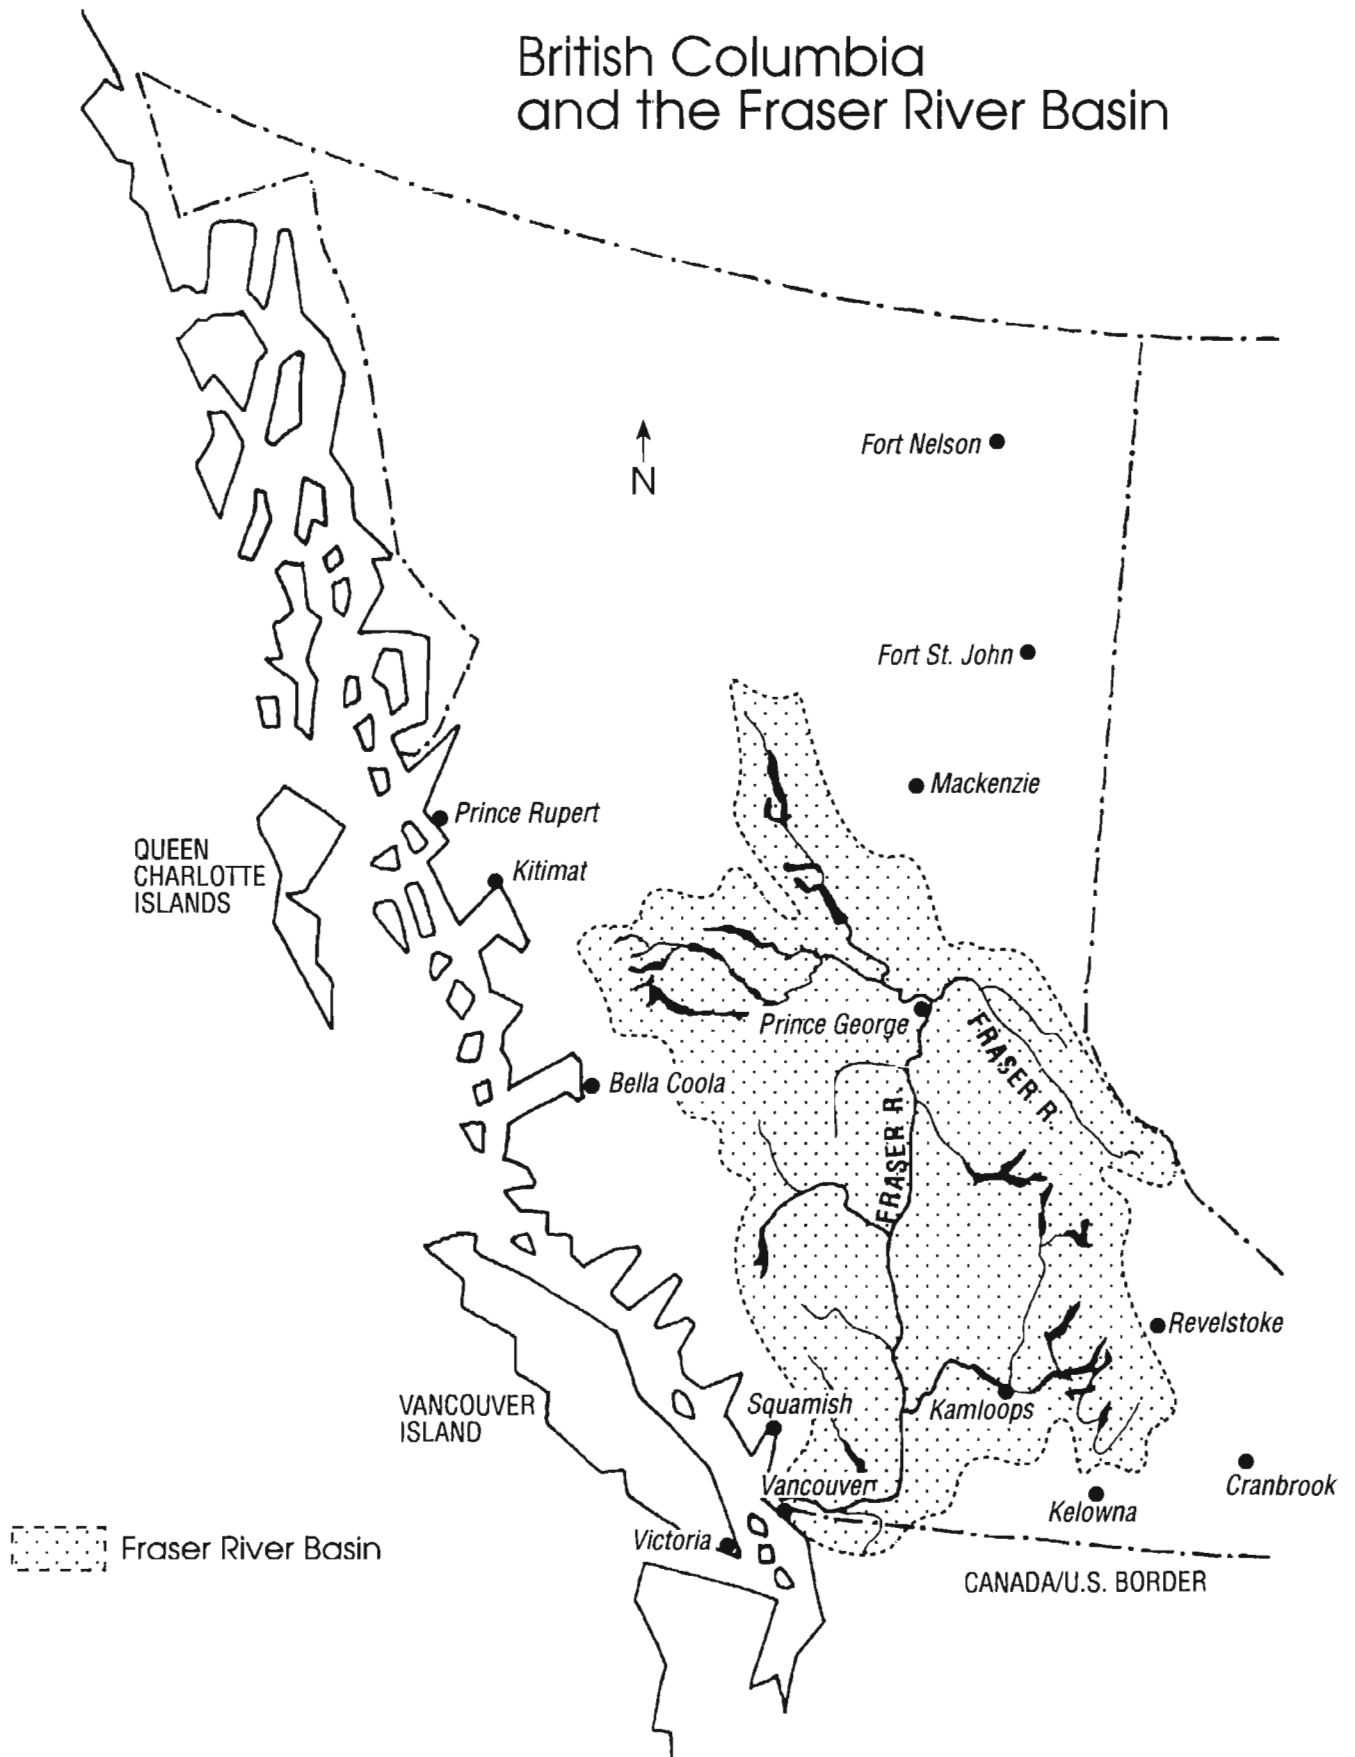 British Columbia
and the Fraser River Basin
Fort Nelson
N
Fort St. John
Mackenzie
Prince Rupert
QUEEN
CHARLOTTE
ISLANDS
Kitimat
Prince George
FRASER R.
Bella Coola
FRASER R.
Revelstoke
VANCOUVER
ISLAND
Squamish
Kamloops
Vancouver
Cranbrook
Kelowna
Victoria
Fraser River Basin
CANADA/U.S. BORDER